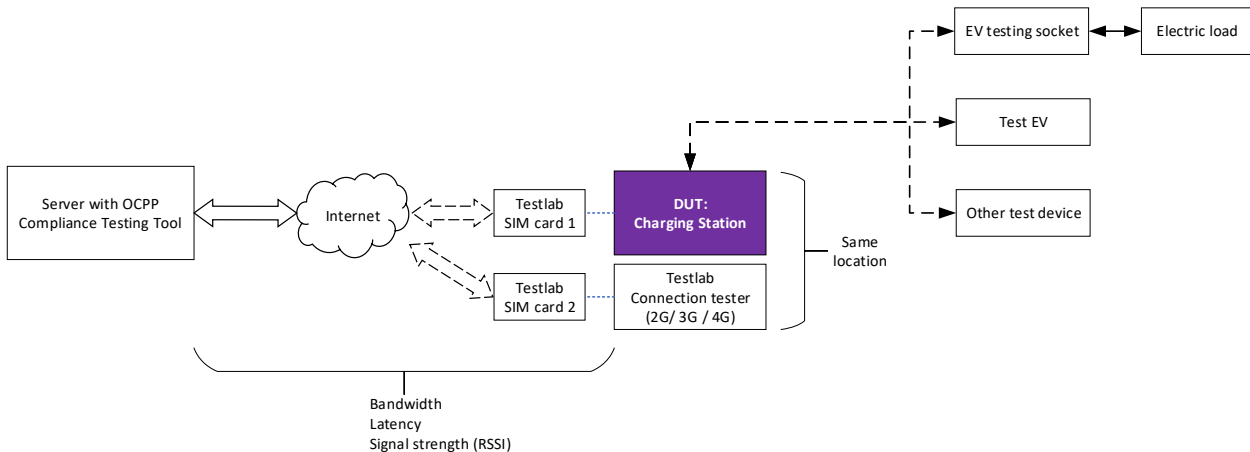 EV testing socket
Electric load
Test EV
Server with OCPP
Compliance Testing Tool
Internet
Testlab
SIM card 1
DUT:
Charging Station
Other test device
Same
location
Testlab
SIM card 2
Testlab
Connection tester
(2G/ 3G / 4G)
Bandwidth
Latency
Signal strength (RSSI)